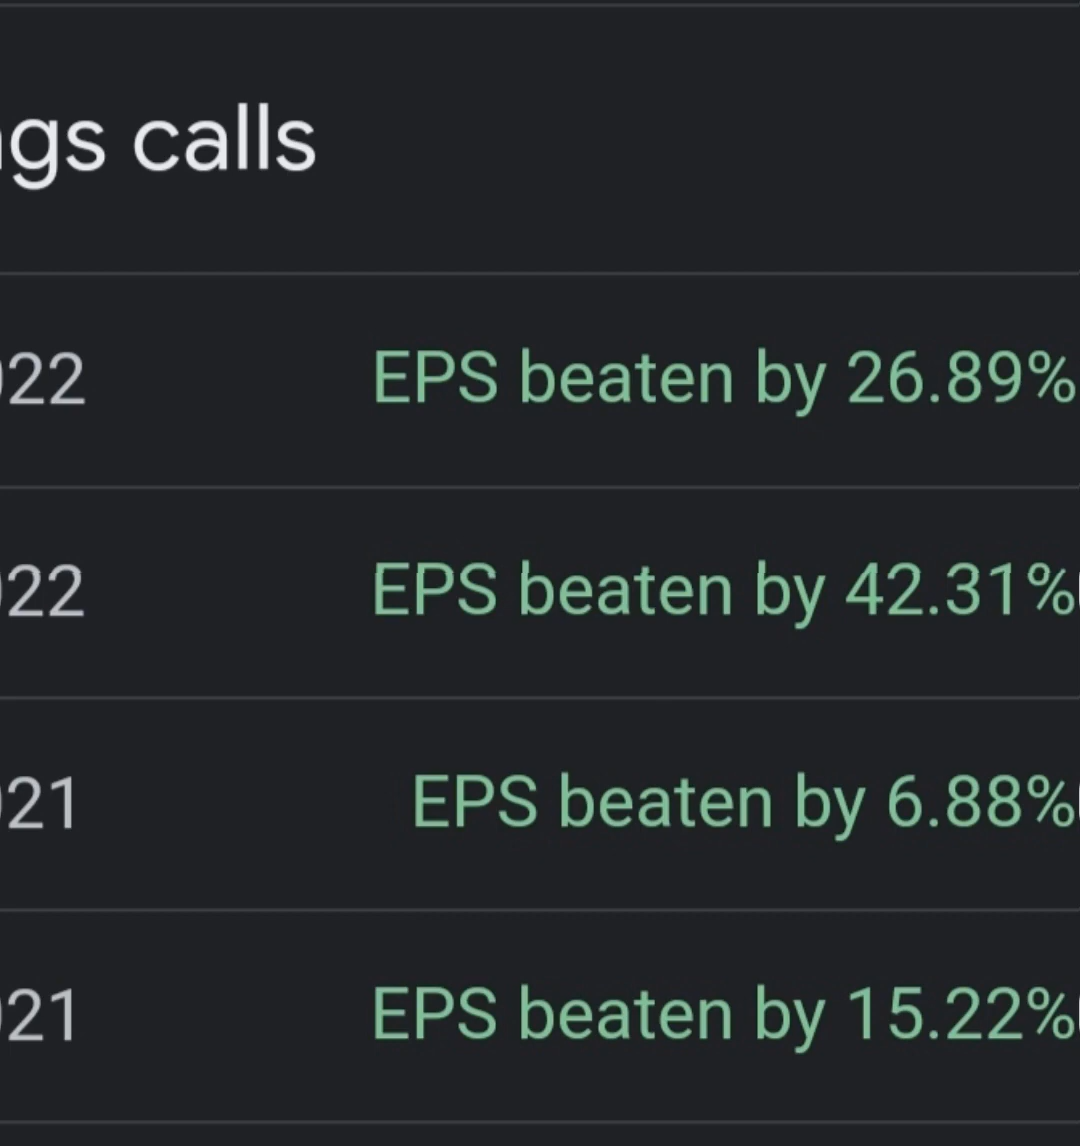 gs calls
22 EPS beaten by 26.89%
22 EPS beaten by 42.31%
21 EPS beaten by 6.88%
21 EPS beaten by 15.22%